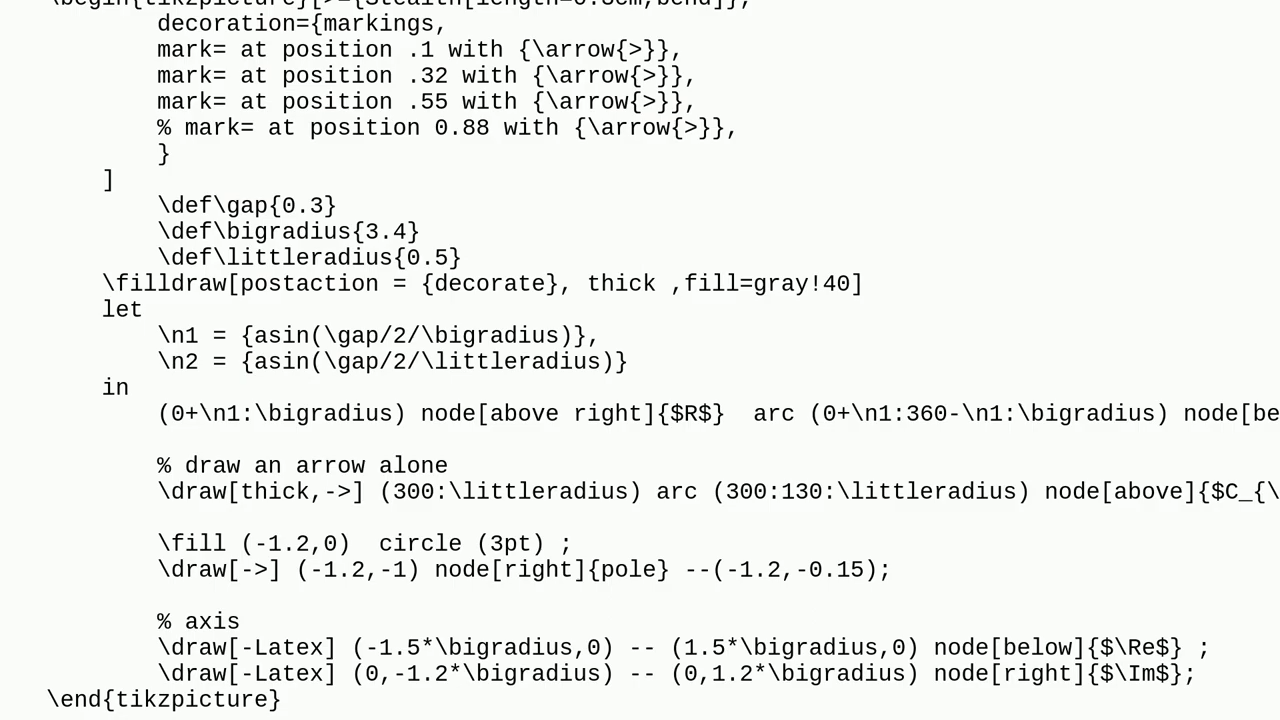 \begin{tikzpicture}[>={Stealth[length=0.3cm,bend]},
decoration={markings,
mark= at position .1 with {\arrow{>}},
mark= at position .32 with {\arrow{>}},
mark= at position .55 with {\arrow{>}},
% mark= at position 0.88 with {\arrow{>}},
}
]
\def\gap{0.3}
\def\bigradius{3.4}
\def\littleradius{0.5}
\filldraw[postaction = {decorate}, thick ,fill=gray!40]
let
\n1 = {asin(\gap/2/\bigradius)},
\n2 = {asin(\gap/2/\littleradius)}
in
(0+\n1:\bigradius) node[above right]{$R$}  arc (0+\n1:360-\n1:\bigradius) node[be
% draw an arrow alone
\draw[thick,->] (300:\littleradius) arc (300:130:\littleradius) node[above]{$C_{\
\fill (-1.2,0)  circle (3pt) ;
\draw[->] (-1.2,-1) node[right]{pole} --(-1.2,-0.15);
% axis
\draw[-Latex] (-1.5*\bigradius,0) -- (1.5*\bigradius,0) node[below]{$\Re$} ;
\draw[-Latex] (0,-1.2*\bigradius) -- (0,1.2*\bigradius) node[right]{$\Im$};
\end{tikzpicture}